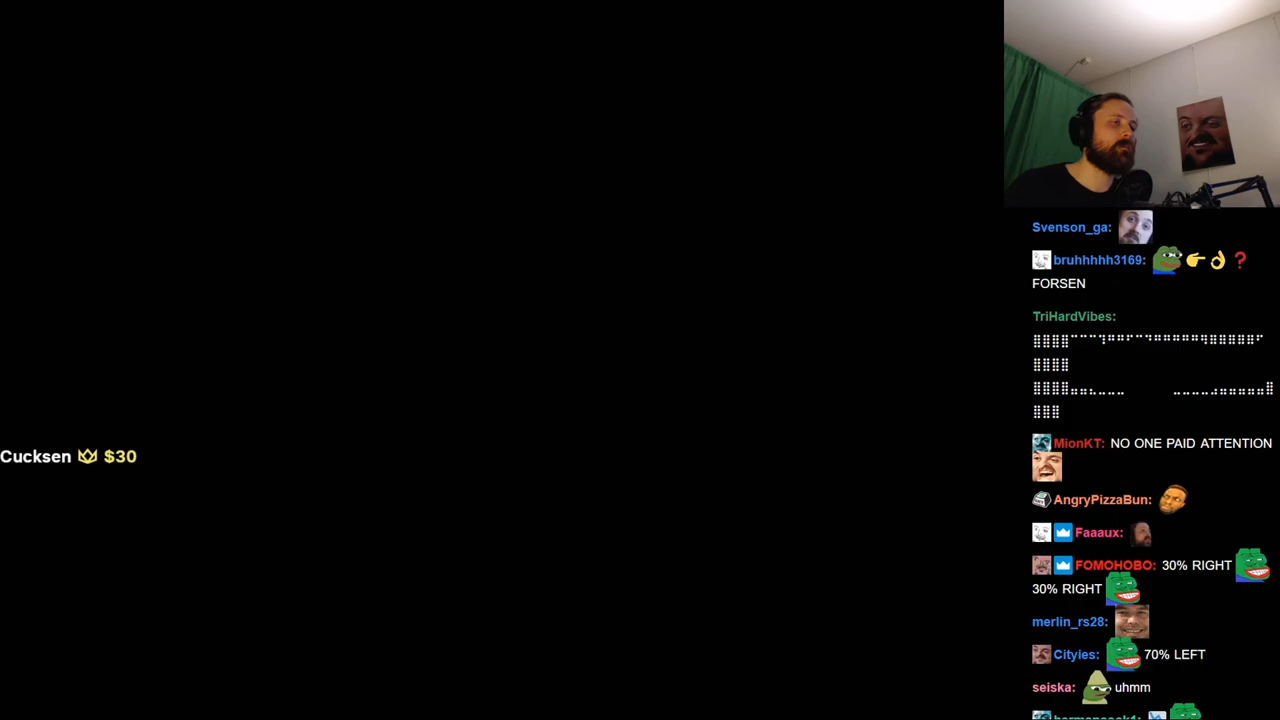 Svenson_ga:
bruhhhhh3169:
FORSEN
TriHardVibes:
MionKT: NO ONE PAID ATTENTION
Cucksen $30
AngryPizzaBun:
Faaaux:
FOMOHOBO: 30% RIGHT
30% RIGHT
merlin_rs28:
Cityies: 70% LEFT
seiska: uhmm